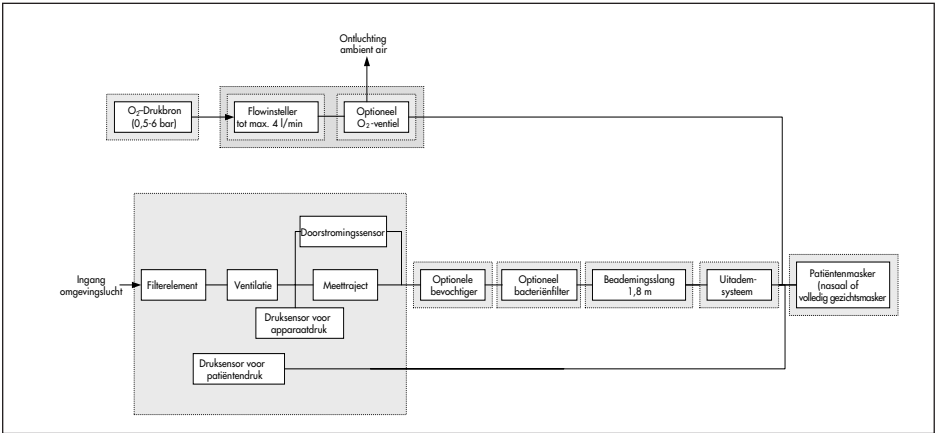 Ontluchting
ambient air
O₂-Drukbron
(0,5-6 bar)
Flowinsteller
tot max. 4 l/min
Optioneel
O₂-ventiel
Doorstromingssensor
Ingang
omgevingslucht
Filterelement
Ventilatie
Meettraject
Druksensor voor
apparaatdruk
Druksensor voor
patiëntendruk
Optionele
bevochtiger
Optioneel
bacteriënfilter
Beademingsslang
1,8 m
Uitadem-
systeem
Patiëntenmasker
(nasaal of
volledig gezichtsmasker